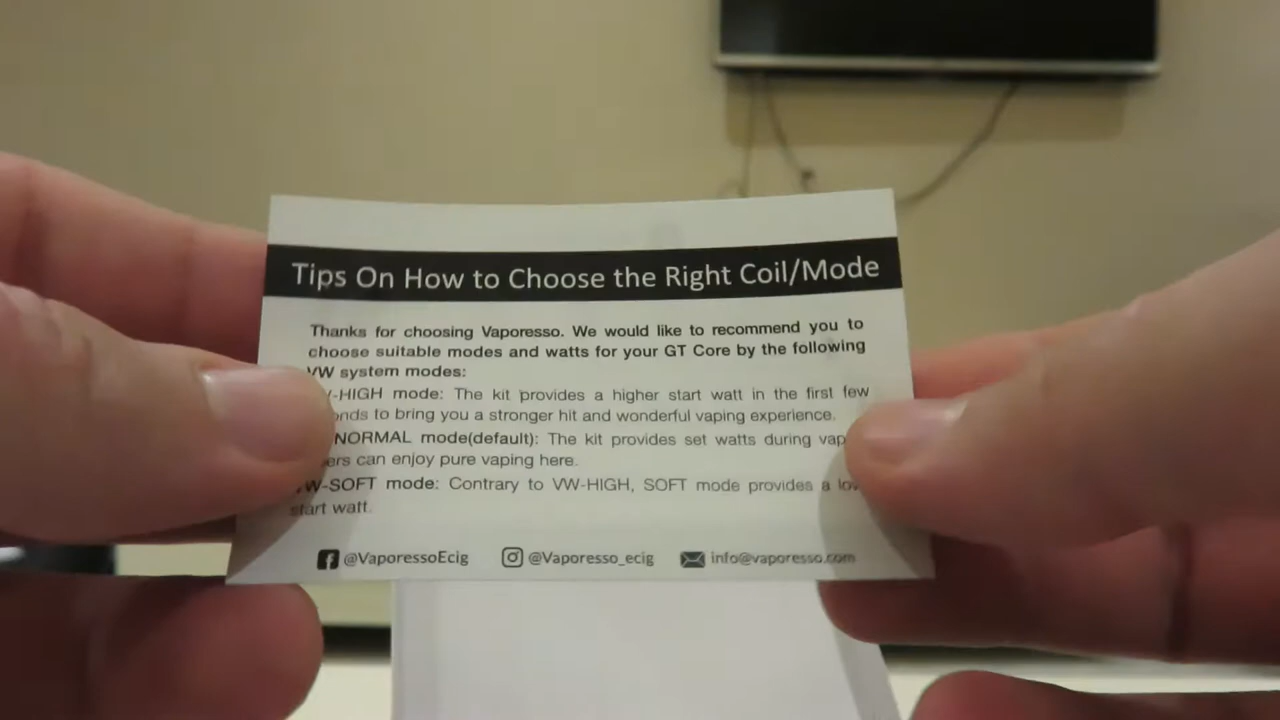 Tips On How to Choose the Right Coil/Mode
Thanks for choosing Vaporesso. We would like to recommend you to
choose suitable modes and watts for your GT Core by the following
VW system modes:
-HIGH mode: The kit provides a higher start watt in the first few
onds to bring you a stronger hit and wonderful vaping experience.
NORMAL mode(default): The kit provides set watts during vap
ers can enjoy pure vaping here.
W-SOFT mode: Contrary to VW-HIGH, SOFT mode provides a low
start watt.
@VaporessoEcig @Vaporesso_ecig info@vaporesso.com